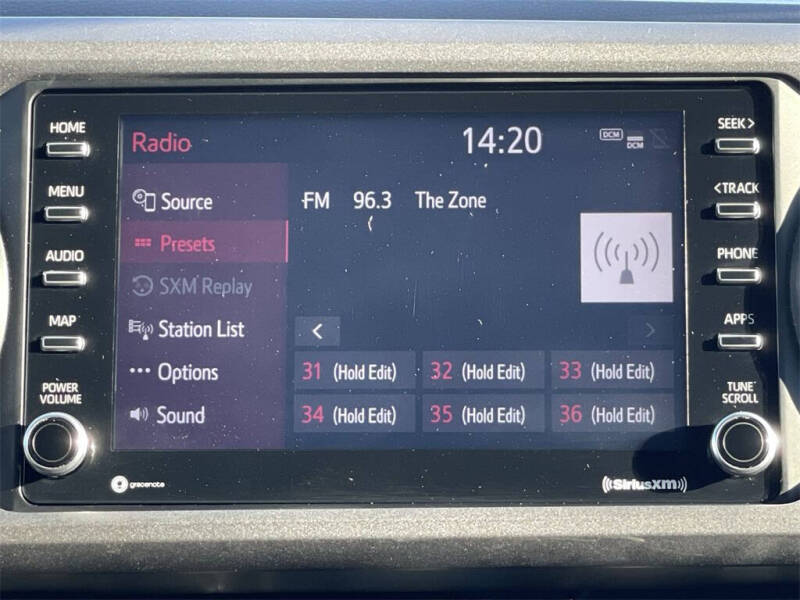 HOME
MENU
AUDIO
MAP
POWER
VOLUME
Radio
14:20
DCM
DCM
Source
Presets
SXM Replay
Station List
Options
Sound
FM 96.3 The Zone
31 (Hold Edit) 32 (Hold Edit) 33 (Hold Edit)
34 (Hold Edit) 35 (Hold Edit) 36 (Hold Edit)
SEEK>
<TRACK
PHONE
APPS
TUNE
SCROLL
gracenote
SiriusXM